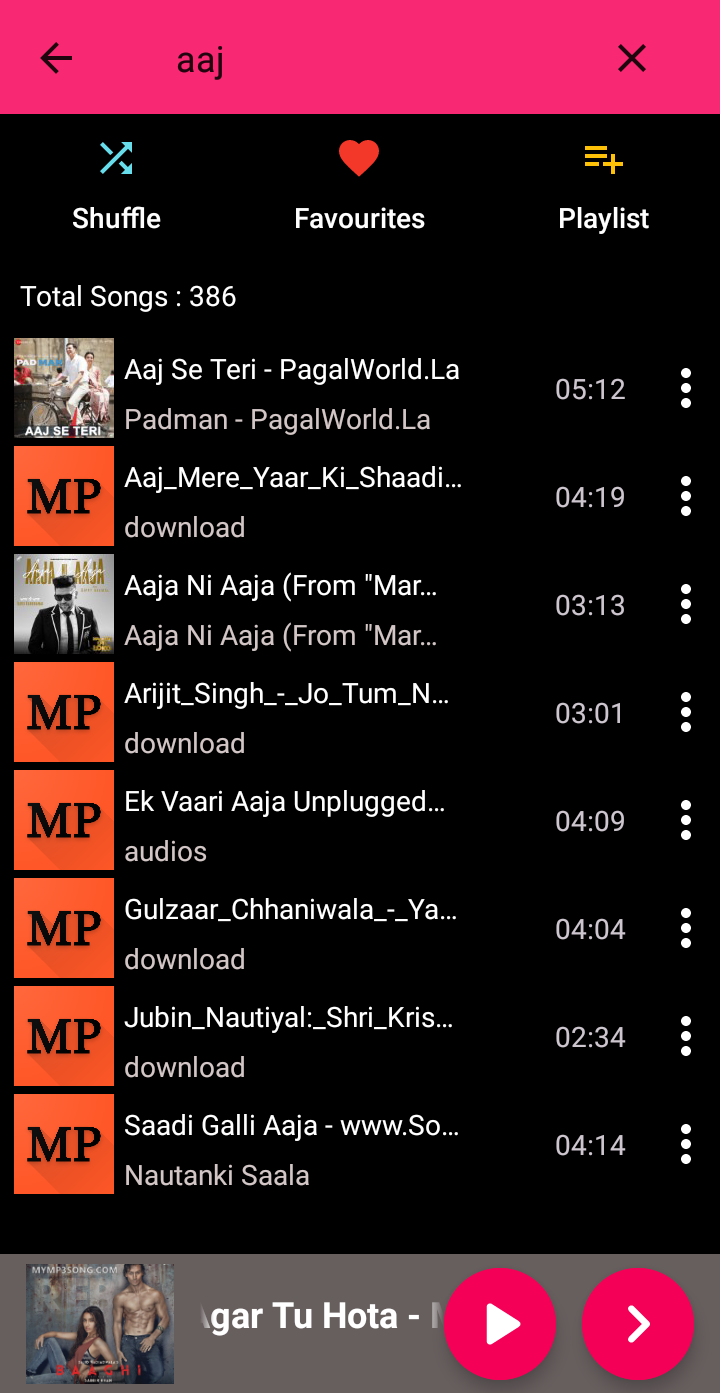 aaj
Shuffle
Favourites
Playlist
Total Songs : 386
Aaj Se Teri - PagalWorld.La
Padman - PagalWorld.La
05:12
PADMAN
AAJ SE TERI
MP
Aaj_Mere_Yaar_Ki_Shaadi...
download
04:19
AAJA NI AAJA
Aaja Ni Aaja (From "Mar...
Aaja Ni Aaja (From "Mar...
03:13
MP
Arijit_Singh_-_Jo_Tum_N...
download
03:01
MP
Ek Vaari Aaja Unplugged...
audios
04:09
MP
Gulzaar_Chhaniwala_-_Ya...
download
04:04
MP
Jubin_Nautiyal:_Shri_Kris...
download
02:34
MP
Saadi Galli Aaja - www.So...
Nautanki Saala
04:14
MYMP3SONG.COM
BAAGHI
Agar Tu Hota - M